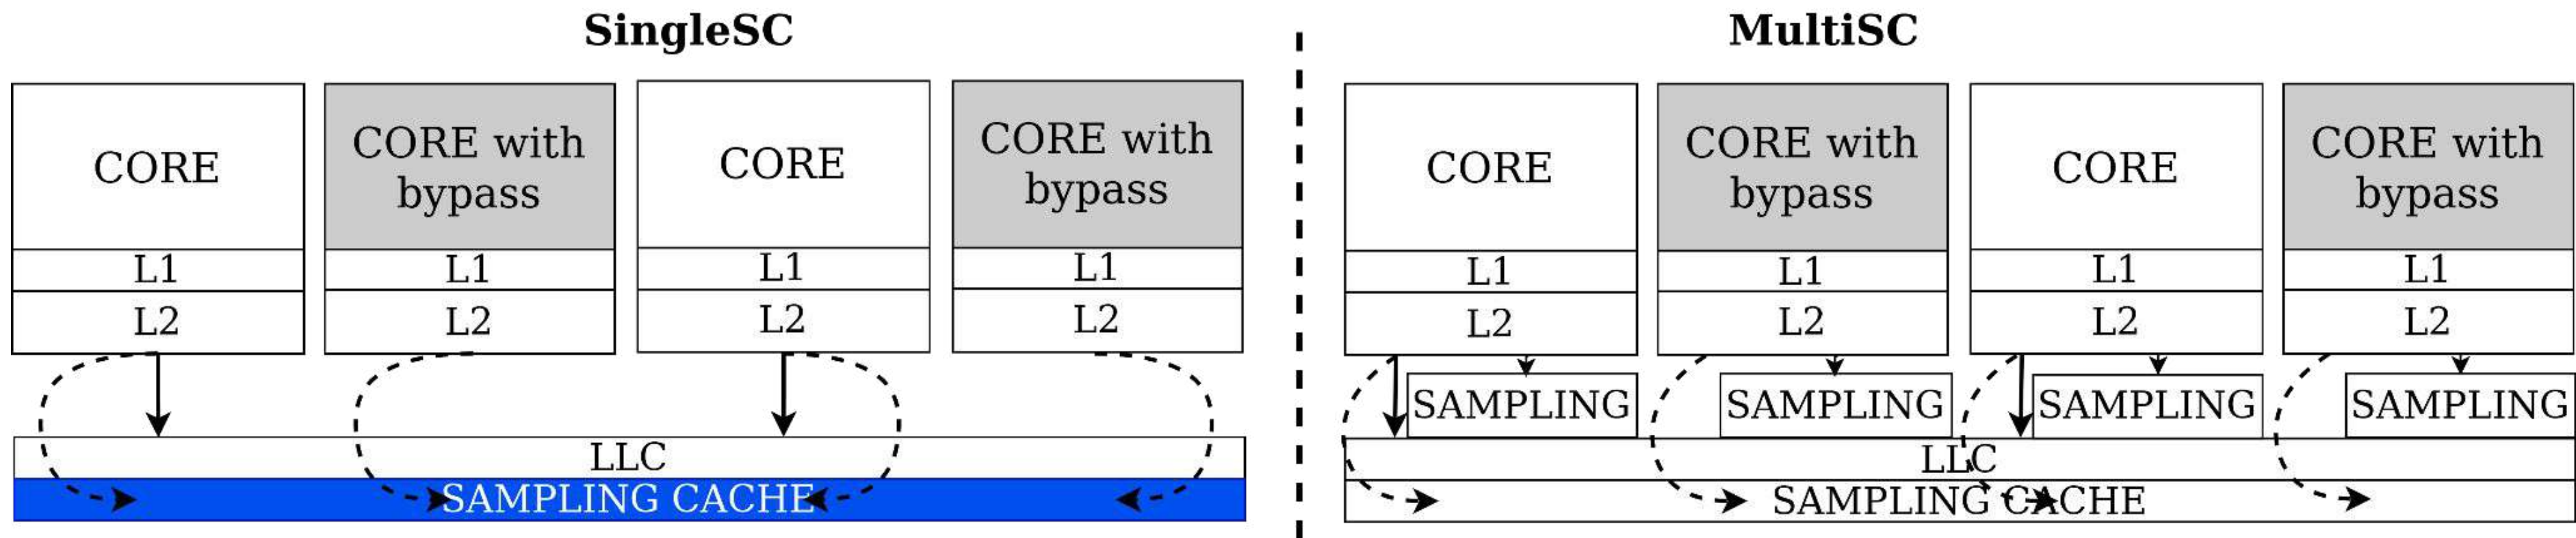 SingleSC
MultiSC
CORE
CORE with
bypass
CORE
CORE with
bypass
L1
L1
L1
L1
L2
L2
L2
L2
LLC
SAMPLING CACHE
CORE
CORE with
bypass
CORE
CORE with
bypass
L1
L1
L1
L1
L2
L2
L2
L2
SAMPLING
SAMPLING
SAMPLING
SAMPLING
LLC
SAMPLING CACHE